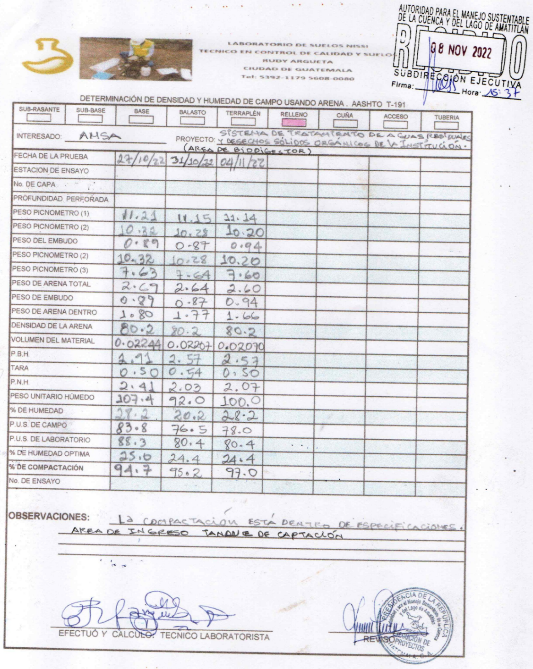 AUTORIDAD PARA EL MANEJO SUSTENTABLE
DE LA CUENCA Y DEL LAGO DE AMATITLÁN
RECIBIDO
08 NOV 2022
SUBDIRECCIÓN EJECUTIVA
Firma: Hora: 15:37
LABORATORIO DE SUELOS NISSI
TECNICO EN CONTROL DE CALIDAD Y SUELO
RUDY ARGUETA
CIUDAD DE GUATEMALA
Tel: 5392-1179 5608-0080
DETERMINACIÓN DE DENSIDAD Y HUMEDAD DE CAMPO USANDO ARENA . AASHTO T-191
SUB-RASANTE SUB-BASE BASE BALASTO TERRAPLÉN RELLENO CUÑA ACCESO TUBERIA
INTERESADO: AMSA PROYECTO: SISTEMA DE TRATAMIENTO DE AGUAS RESIDUALES
Y DESECHOS SÓLIDOS ORGÁNICOS DE LA INSTITUCIÓN.
(AREA DE BIODIGESTOR)
FECHA DE LA PRUEBA 27/10/22 31/10/22 04/11/22
ESTACIÓN DE ENSAYO
No. DE CAPA
PROFUNDIDAD PERFORADA
PESO PICNOMETRO (1) 11.21 11.15 11.14
PESO PICNOMETRO (2) 10.32 10.28 10.20
PESO DEL EMBUDO 0.89 0.87 0.94
PESO PICNOMETRO (2) 10.32 10.28 10.20
PESO PICNOMETRO (3) 7.63 7.64 7.60
PESO DE ARENA TOTAL 2.69 2.64 2.60
PESO DE EMBUDO 0.89 0.87 0.94
PESO DE ARENA DENTRO 1.80 1.77 1.66
DENSIDAD DE LA ARENA 80.2 80.2 80.2
VOLUMEN DEL MATERIAL 0.02244 0.02207 0.02070
P.B.H 2.91 2.57 2.57
TARA 0.50 0.54 0.50
P.N.H 2.41 2.03 2.07
PESO UNITARIO HÚMEDO 107.4 92.0 100.0
% DE HUMEDAD 28.2 20.2 28.2
P.U.S DE CAMPO 83.8 76.5 78.0
P.U.S. DE LABORATORIO 88.3 80.4 80.4
% DE HUMEDAD OPTIMA 25.0 24.4 24.4
% DE COMPACTACIÓN 94.7 95.2 97.0
No. DE ENSAYO
OBSERVACIONES: La COMPACTACIÓN ESTÁ DENTRO DE ESPECIFICACIONES.
AREA DE INGRESO TANQUE DE CAPTACIÓN
EFECTUÓ Y CALCULÓ: TECNICO LABORATORISTA
REVISÓ
PRESIDENCIA DE LA REPÚBLICA